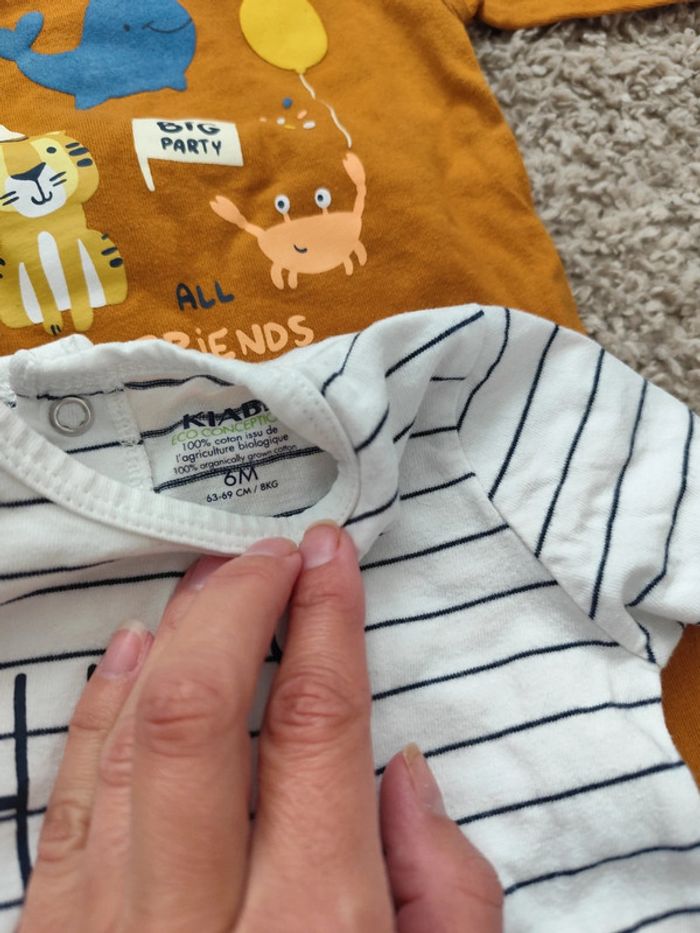 BIG
PARTY
ALL
FRIENDS
KIABI
ECO CONCEPTION
100% coton issu de
l'agriculture biologique
100% organically grown cotton
6M
63-69 CM / 8KG